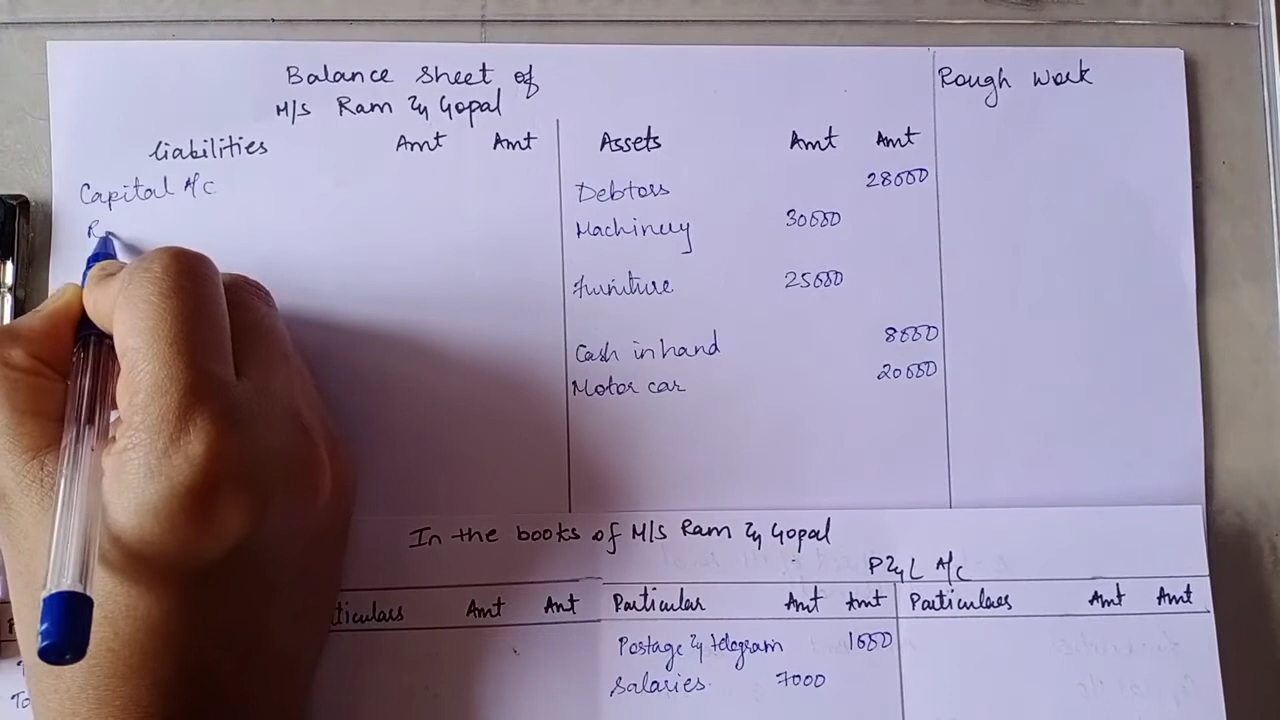 Balance Sheet of
M/S Ram & Gopal
Rough Work
Liabilities Amt Amt Assets Amt Amt
Capital A/c
R
Debtors 28000
Machinery 30000
Furniture 25000
Cash in hand 8000
Motor car 20000
In the books of M/S Ram & Gopal
P & L A/C
ticulars Amt Amt Particular Amt Amt Particulars Amt Amt
Postage & telegram 1000
To
Salaries 7000